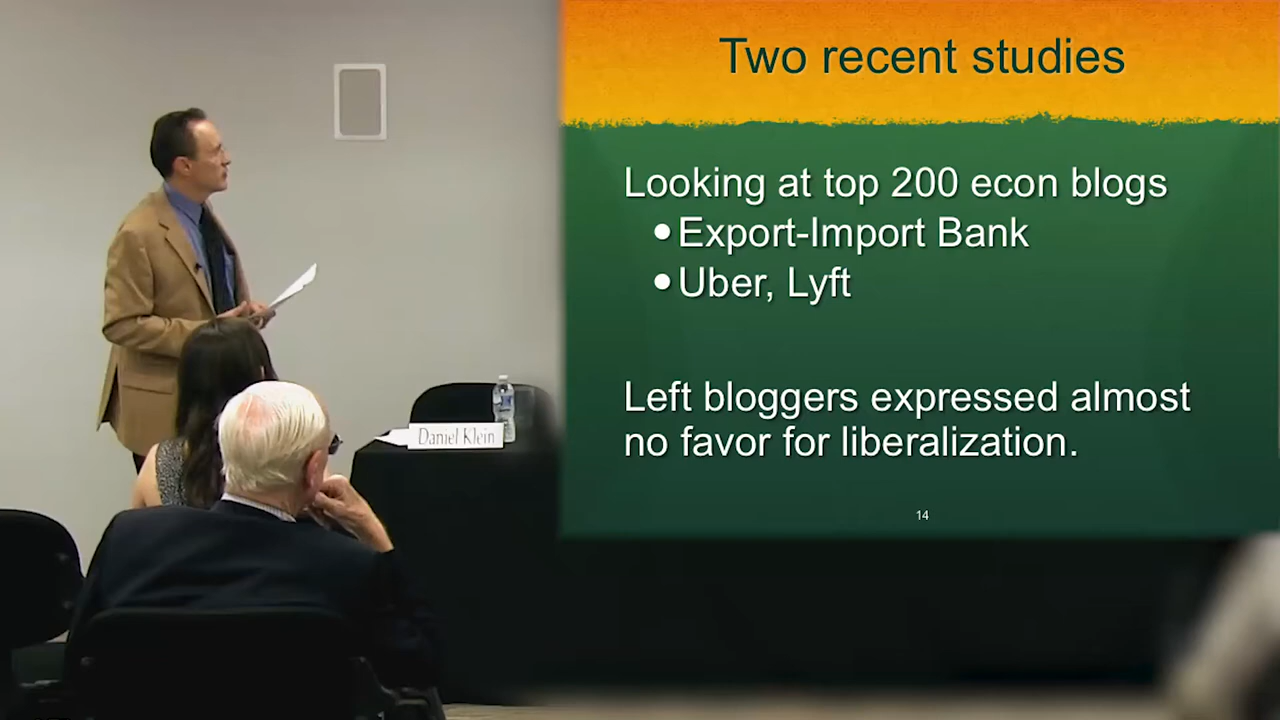 Two recent studies
Looking at top 200 econ blogs
•Export-Import Bank
•Uber, Lyft
Left bloggers expressed almost
no favor for liberalization.
14
Daniel Klein